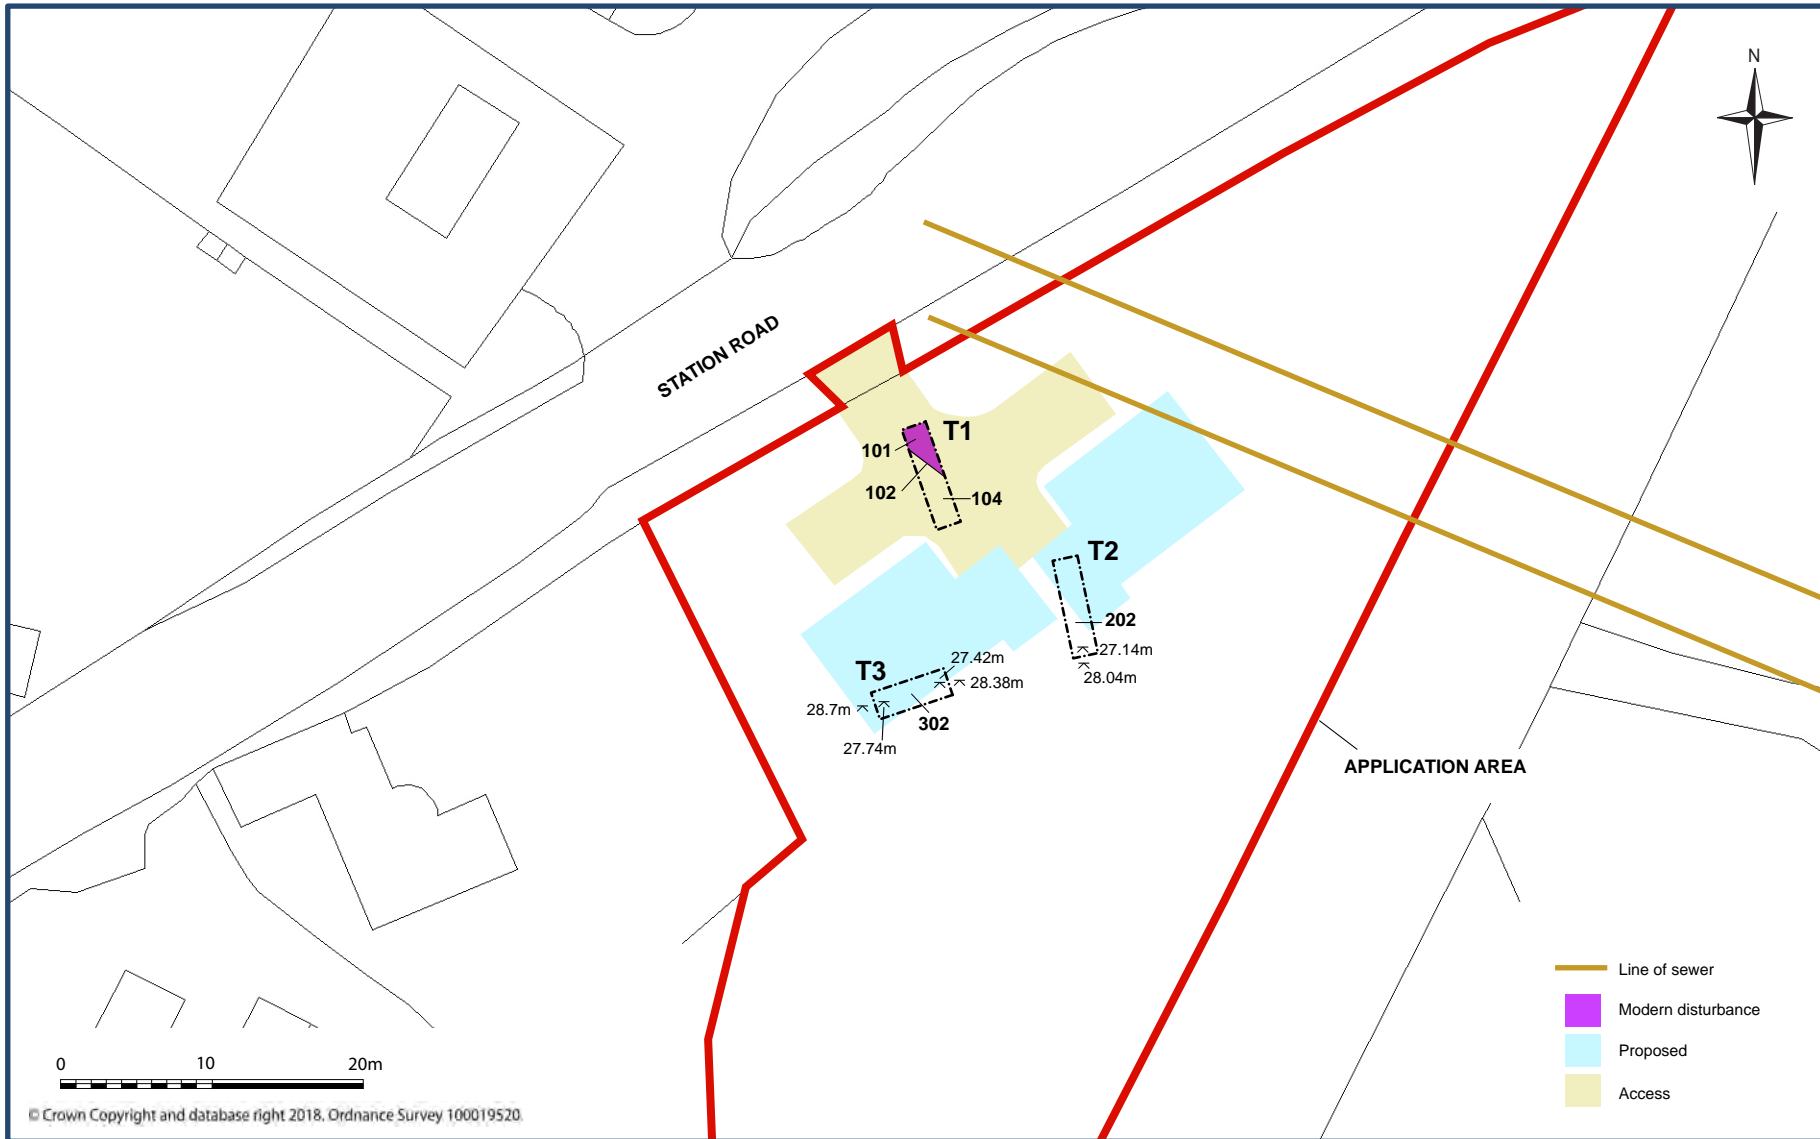 N
STATION ROAD
T1
101
102
104
T2
202
27.14m
28.04m
T3
27.42m
28.38m
28.7m
302
27.74m
APPLICATION AREA
Line of sewer
Modern disturbance
Proposed
Access
0 10 20m
© Crown Copyright and database right 2018. Ordnance Survey 100019520.